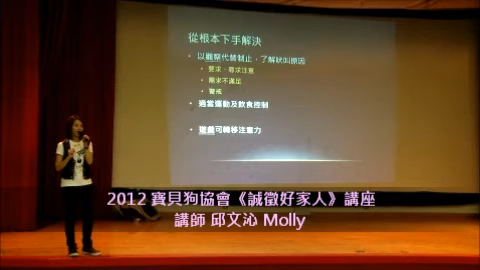 從根本下手解決
• 以觀察代替制止，了解吠叫原因
• 要求、尋求注意
• 需求不滿足
• 警戒
• 適當運動及飲食控制
• 遊戲可轉移注意力
2012 寶貝狗協會《誠徵好家人》講座
講師 邱文沁 Molly